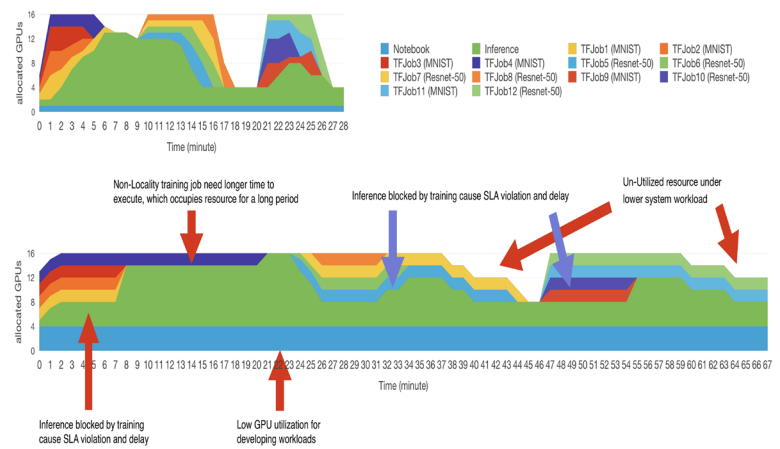 allocated GPUs
16
12
8
4
0
0 1 2 3 4 5 6 7 8 9 10 11 12 13 14 15 16 17 18 19 20 21 22 23 24 25 26 27 28
Time (minute)
Notebook Inference TFJob1 (MNIST) TFJob2 (MNIST)
TFJob3 (MNIST) TFJob4 (MNIST) TFJob5 (Resnet-50) TFJob6 (Resnet-50)
TFJob7 (Resnet-50) TFJob8 (Resnet-50) TFJob9 (MNIST) TFJob10 (Resnet-50)
TFJob11 (MNIST) TFJob12 (Resnet-50)
Non-Locality training job need longer time to
execute, which occupies resource for a long period
Inference blocked by training cause SLA violation and delay
Un-Utilized resource under
lower system workload
allocated GPUs
16
12
8
4
0
0 1 2 3 4 5 6 7 8 9 10 11 12 13 14 15 16 17 18 19 20 21 22 23 24 25 26 27 28 29 30 31 32 33 34 35 36 37 38 39 40 41 42 43 44 45 46 47 48 49 50 51 52 53 54 55 56 57 58 59 60 61 62 63 64 65 66 67
Time (minute)
Inference blocked by training
cause SLA violation and delay
Low GPU utilization for
developing workloads